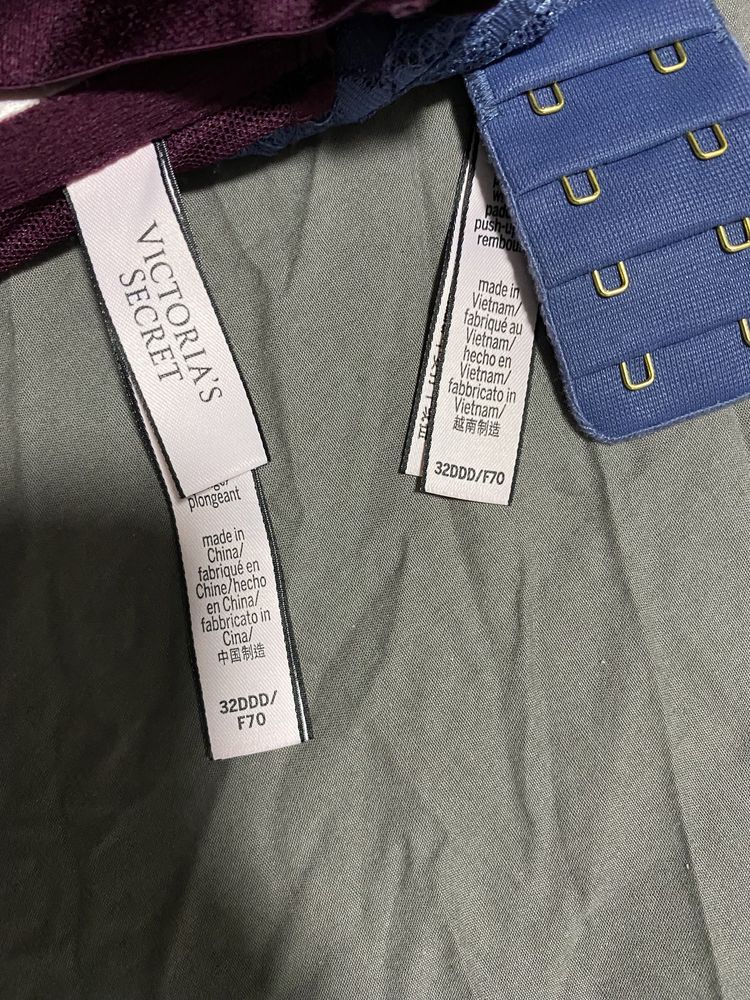 VICTORIA'S
SECRET
plongeant
made in
China/
fabriqué en
Chine/hecho
en China/
fabbricato in
Cina/
中国制造
32DDD/
F70
push-up
made in
Vietnam/
fabriqué au
Vietnam/
hecho en
Vietnam/
fabbricato in
Vietnam/
越南制造
32DDD/F70